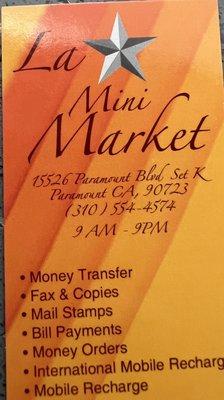 La
Mini
Market
15526 Paramount Blvd Set K
Paramount CA, 90723
(310) 554-4574
9 AM - 9PM
• Money Transfer
• Fax & Copies
• Mail Stamps
• Bill Payments
• Money Orders
• International Mobile Recharg
• Mobile Recharge